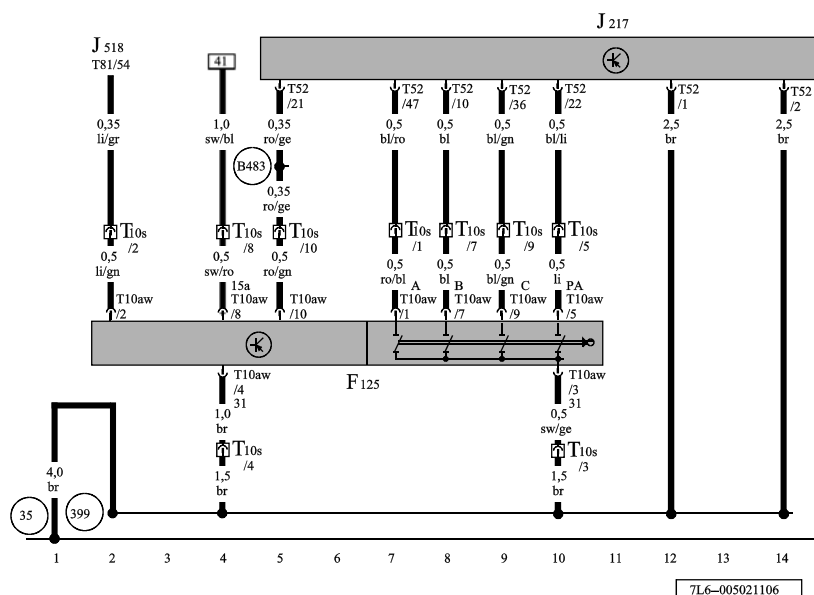 J 217
J 518
T81/54
41
T52
/21
T52
/47
T52
/10
T52
/36
T52
/22
T52
/1
T52
/2
0,35
li/gr
1,0
sw/bl
0,35
ro/ge
0,5
bl/ro
0,5
bl
0,5
bl/gn
0,5
bl/li
2,5
br
2,5
br
B483
0,35
ro/ge
T10s
/2
T10s
/8
T10s
/10
T10s
/1
T10s
/7
T10s
/9
T10s
/5
0,5
li/gn
0,5
sw/ro
0,5
ro/gn
0,5
ro/bl
0,5
bl
0,5
bl/gn
0,5
li
15a
A
B
C
PA
T10aw
/2
T10aw
/8
T10aw
/10
T10aw
/1
T10aw
/7
T10aw
/9
T10aw
/5
F 125
T10aw
/4
31
T10aw
/3
31
1,0
br
0,5
sw/ge
T10s
/4
T10s
/3
4,0
br
1,5
br
1,5
br
35
399
1 2 3 4 5 6 7 8 9 10 11 12 13 14
7L6–005021106